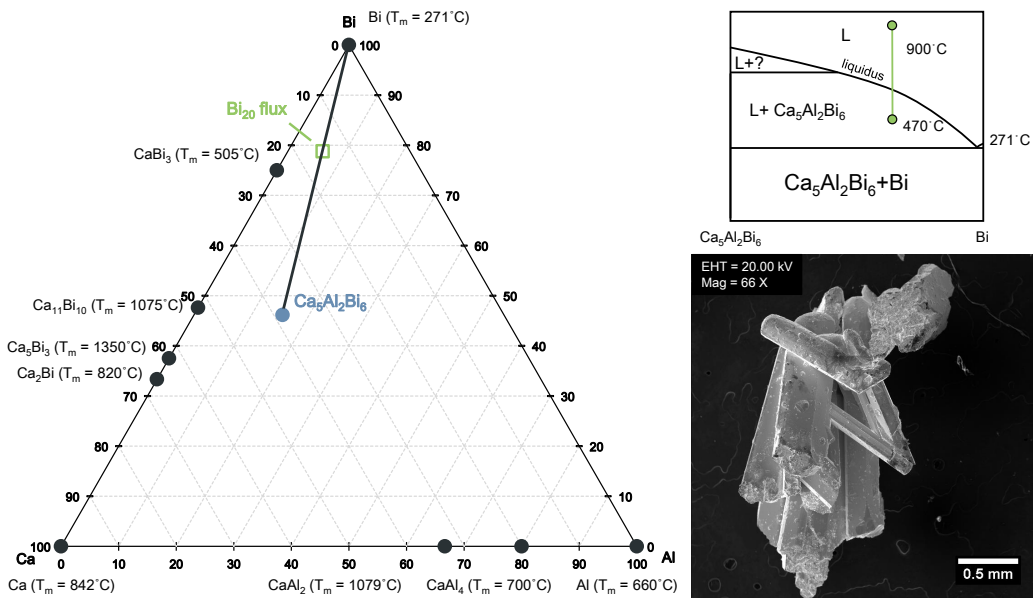 Bi
Bi (Tm = 271°C)
0
100
10
90
Bi20 flux
20
80
CaBi3 (Tm = 505°C)
30
70
40
60
50
50
Ca5Al2Bi6
Ca11Bi10 (Tm = 1075°C)
Ca5Bi3 (Tm = 1350°C)
60
40
Ca2Bi (Tm = 820°C)
70
30
80
20
90
10
100
0
Ca
0
10
20
30
40
50
60
70
80
90
100
Al
Ca (Tm = 842°C)
CaAl2 (Tm = 1079°C)
CaAl4 (Tm = 700°C)
Al (Tm = 660°C)
L
900°C
L+?
liquidus
L+ Ca5Al2Bi6
470°C
271°C
Ca5Al2Bi6+Bi
Ca5Al2Bi6
Bi
EHT = 20.00 kV
Mag = 66 X
0.5 mm